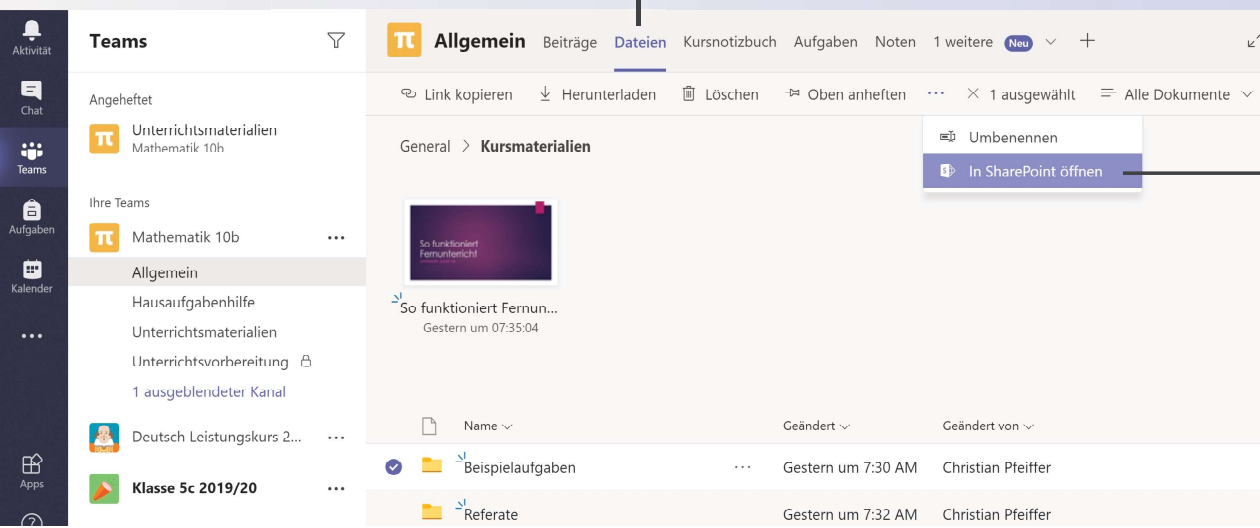 Aktivität
Chat
Teams
Aufgaben
Kalender
Apps
Teams
Angeheftet
Unterrichtsmaterialien
Mathematik 10b
Ihre Teams
Mathematik 10b
Allgemein
Hausaufgabenhilfe
Unterrichtsmaterialien
Unterrichtsvorbereitung
1 ausgeblendeter Kanal
Deutsch Leistungskurs 2...
Klasse 5c 2019/20
π Allgemein Beiträge Dateien Kursnotizbuch Aufgaben Noten 1 weitere Neu
Link kopieren Herunterladen Löschen Oben anheften ... 1 ausgewählt Alle Dokumente
Umbenennen
In SharePoint öffnen
General > Kursmaterialien
So funktioniert
Fernunterricht
So funktioniert Fernun...
Gestern um 07:35:04
Name Geändert Geändert von
Beispielaufgaben ... Gestern um 7:30 AM Christian Pfeiffer
Referate Gestern um 7:32 AM Christian Pfeiffer